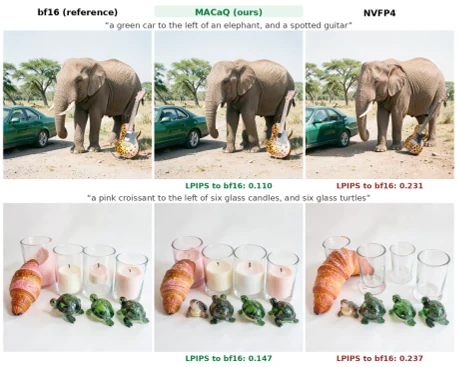 bf16 (reference) MACaQ (ours) NVFP4
“a green car to the left of an elephant, and a spotted guitar”
LPIPS to bf16: 0.110 LPIPS to bf16: 0.231
“a pink croissant to the left of six glass candles, and six glass turtles”
LPIPS to bf16: 0.147 LPIPS to bf16: 0.237